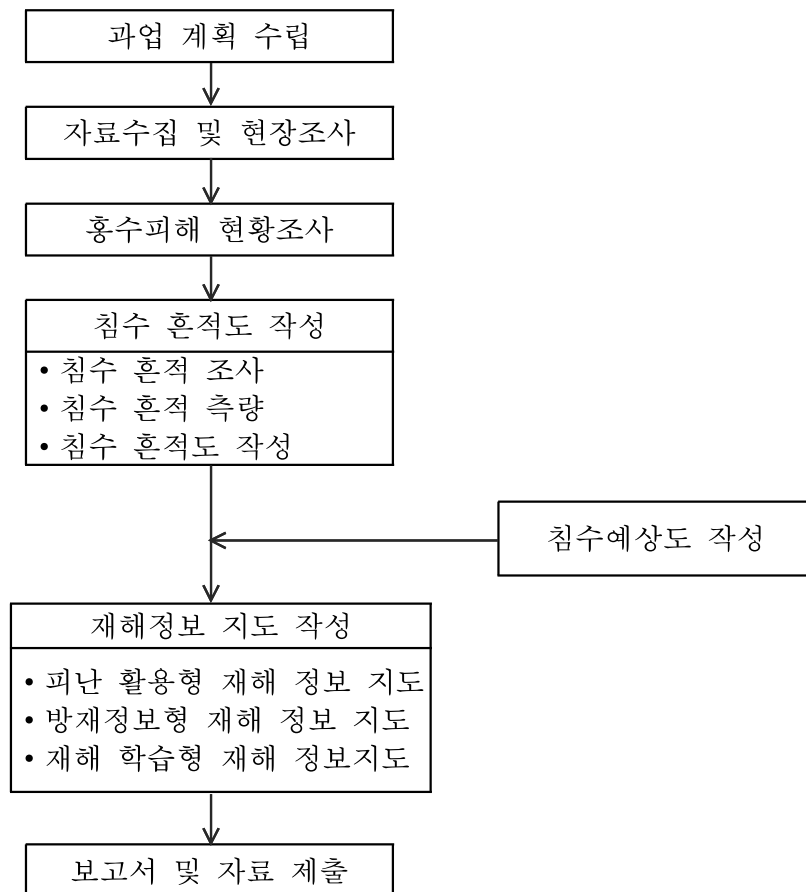 과업 계획 수립
자료수집 및 현장조사
홍수피해 현황조사
침수 흔적도 작성
• 침수 흔적 조사
• 침수 흔적 측량
• 침수 흔적도 작성
침수예상도 작성
재해정보 지도 작성
• 피난 활용형 재해 정보 지도
• 방재정보형 재해 정보 지도
• 재해 학습형 재해 정보지도
보고서 및 자료 제출